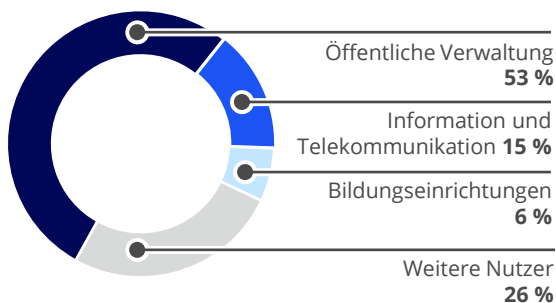 Öffentliche Verwaltung
53 %
Information und
Telekommunikation 15 %
Bildungseinrichtungen
6 %
Weitere Nutzer
26 %